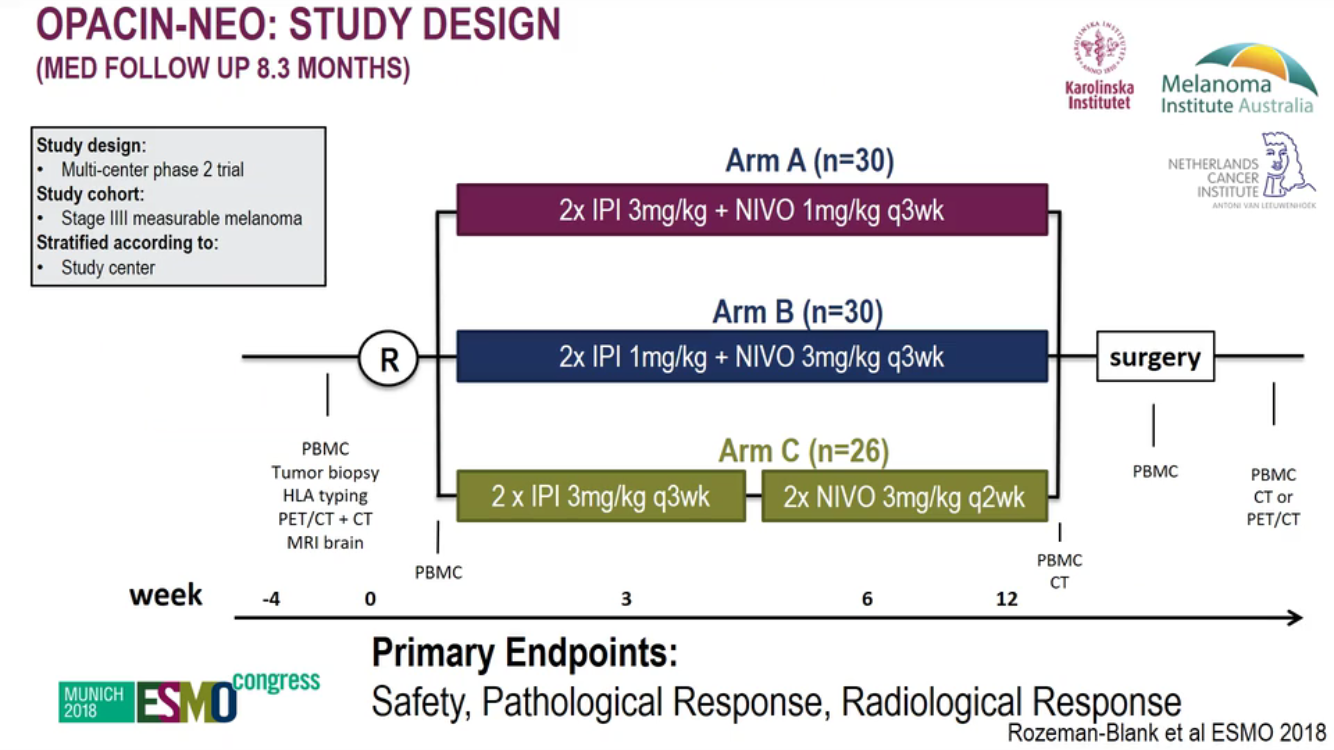 OPACIN-NEO: STUDY DESIGN
(MED FOLLOW UP 8.3 MONTHS)
Karolinska
Institutet
Melanoma
Institute Australia
NETHERLANDS
CANCER
INSTITUTE
ANTONI VAN LEEUWENHOEK
Study design:
• Multi-center phase 2 trial
Study cohort:
• Stage IIII measurable melanoma
Stratified according to:
• Study center
Arm A (n=30)
2x IPI 3mg/kg + NIVO 1mg/kg q3wk
Arm B (n=30)
R
2x IPI 1mg/kg + NIVO 3mg/kg q3wk
surgery
Arm C (n=26)
2 x IPI 3mg/kg q3wk
2x NIVO 3mg/kg q2wk
PBMC
Tumor biopsy
HLA typing
PET/CT + CT
MRI brain
PBMC
PBMC
CT
PBMC
PBMC
CT or
PET/CT
week -4 0 3 6 12
Primary Endpoints:
Safety, Pathological Response, Radiological Response
Rozeman-Blank et al ESMO 2018
MUNICH
2018
ESMO congress